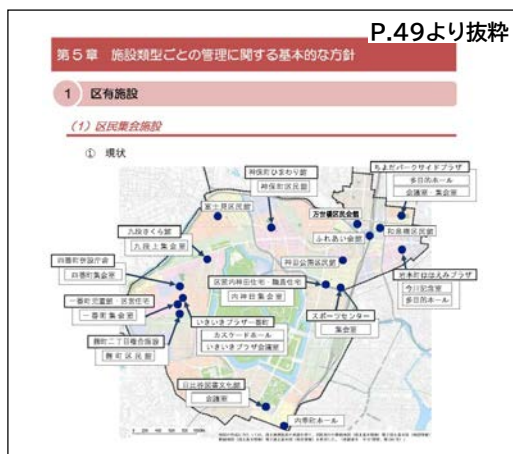 P.49より抜粋
第5章 施設類型ごとの管理に関する基本的な方針
1 区有施設
(1) 区民集会施設
① 現状
ちよだパークサイドプラザ
多目的ホール
会議室・集会室
神保町ひまわり館
神保町区民館
富士見区民館
万世橋区民会館
ふれあい会館
和泉橋区民館
九段さくら館
九段上集会室
神田公園区民館
四番町集会室
区営内神田住宅・職員住宅
内神田集会室
岩本町ほほえみプラザ
今川記念室
多目的ホール
一番町児童館・区営住宅
一番町集会室
いきいきプラザ一番町
カスケードホール
いきいきプラザ会議室
スポーツセンター
集会室
麹町二丁目複合施設
麹町区民館
日比谷図書文化館
会議室
内幸町ホール